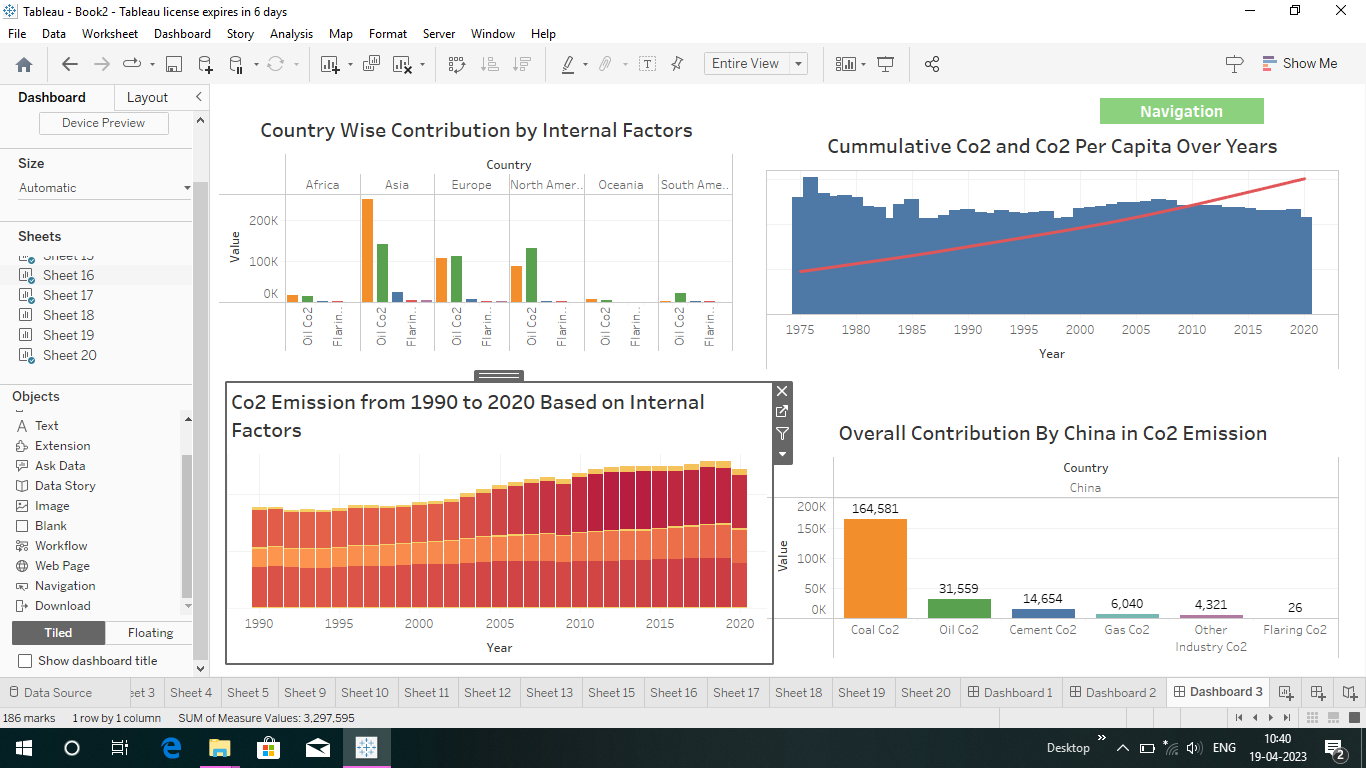 Tableau - Book2 - Tableau license expires in 6 days
File Data Worksheet Dashboard Story Analysis Map Format Server Window Help
Entire View
Show Me
Dashboard Layout
Device Preview
Size
Automatic
Sheets
Sheet 15
Sheet 16
Sheet 17
Sheet 18
Sheet 19
Sheet 20
Objects
Text
Extension
Ask Data
Data Story
Image
Blank
Workflow
Web Page
Navigation
Download
Tiled Floating
Show dashboard title
Country Wise Contribution by Internal Factors
Country
Africa Asia Europe North Amer.. Oceania South Ame..
Value
200K
100K
0K
Oil Co2 Flarin.. Oil Co2 Flarin.. Oil Co2 Flarin.. Oil Co2 Flarin.. Oil Co2 Flarin.. Oil Co2 Flarin..
Navigation
Cummulative Co2 and Co2 Per Capita Over Years
1975 1980 1985 1990 1995 2000 2005 2010 2015 2020
Year
Co2 Emission from 1990 to 2020 Based on Internal
Factors
1990 1995 2000 2005 2010 2015 2020
Year
Overall Contribution By China in Co2 Emission
Country
China
Value
200K
150K
100K
50K
0K
164,581
31,559
14,654
6,040
4,321
26
Coal Co2 Oil Co2 Cement Co2 Gas Co2 Other Flaring Co2
Industry Co2
Data Source eet 3 Sheet 4 Sheet 5 Sheet 9 Sheet 10 Sheet 11 Sheet 12 Sheet 13 Sheet 15 Sheet 16 Sheet 17 Sheet 18 Sheet 19 Sheet 20 Dashboard 1 Dashboard 2 Dashboard 3
186 marks 1 row by 1 column SUM of Measure Values: 3,297,595
Desktop ENG 10:40
19-04-2023 2